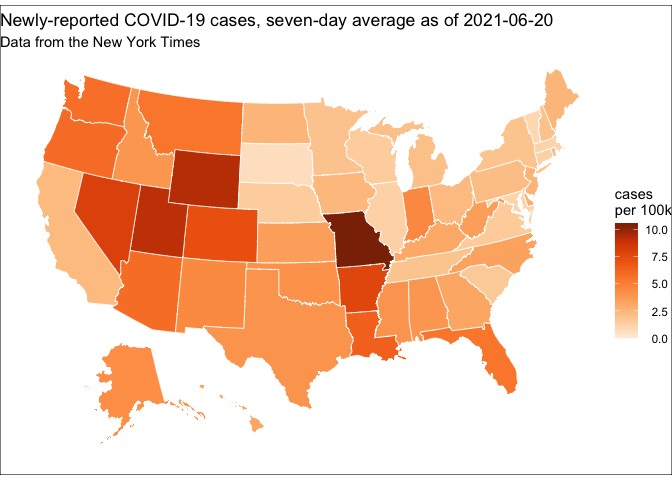 Newly-reported COVID-19 cases, seven-day average as of 2021-06-20
Data from the New York Times
cases
per 100k
10.0
7.5
5.0
2.5
0.0